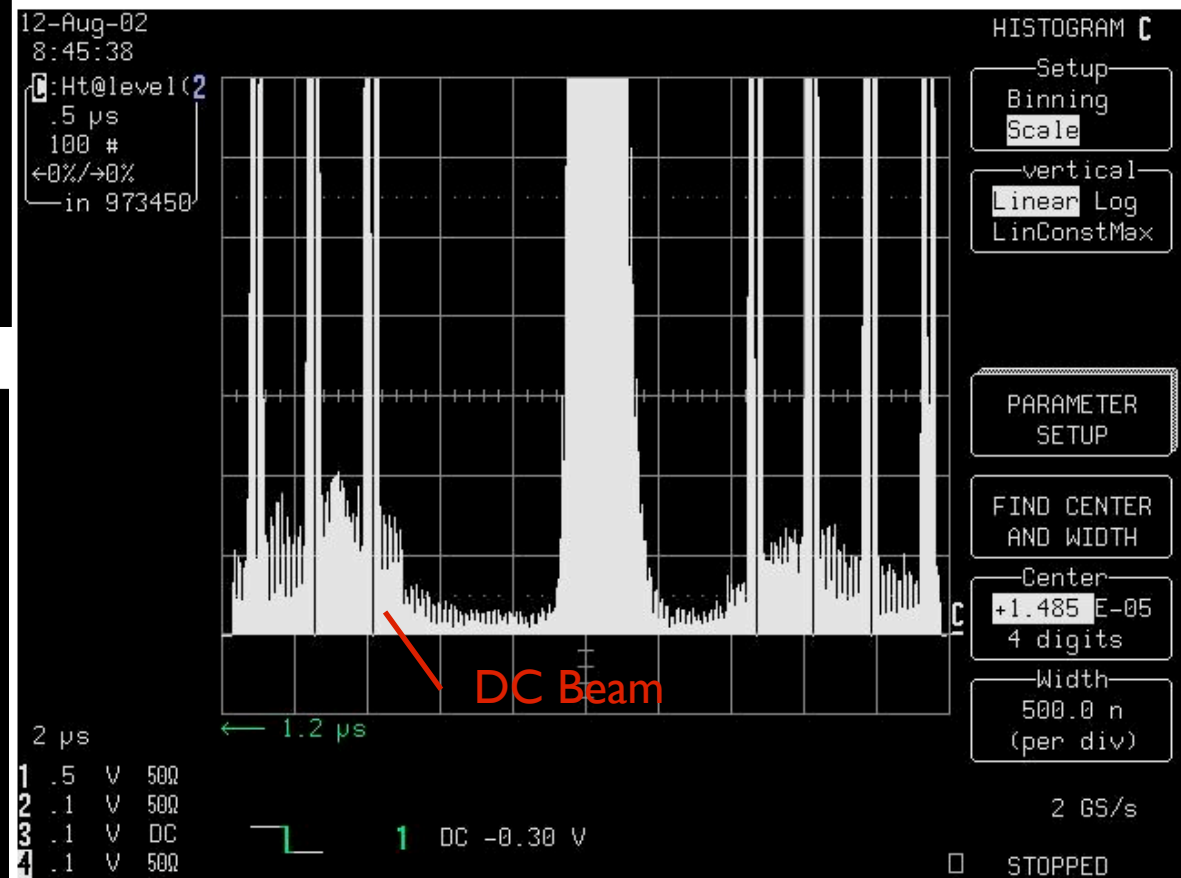 12-Aug-02
8:45:38
C:Ht@level(2
.5 µs
100 #
←0%/→0%
in 973450
HISTOGRAM C
Setup
Binning
Scale
vertical
Linear Log
LinConstMax
PARAMETER
SETUP
FIND CENTER
AND WIDTH
Center
+1.485 E-05
4 digits
Width
500.0 n
(per div)
C
DC Beam
← 1.2 µs
2 µs
1 .5 V 50Ω
2 .1 V 50Ω
3 .1 V DC
4 .1 V 50Ω
1 DC -0.30 V
2 GS/s
STOPPED